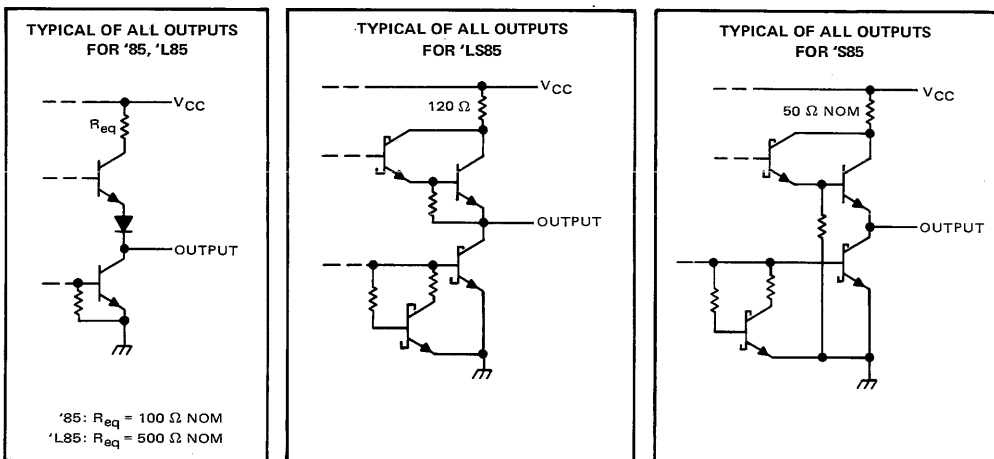 TYPICAL OF ALL OUTPUTS
FOR '85, 'L85
VCC
Req
OUTPUT
'85: Req = 100 Ω NOM
'L85: Req = 500 Ω NOM
TYPICAL OF ALL OUTPUTS
FOR 'LS85
VCC
120 Ω
OUTPUT
TYPICAL OF ALL OUTPUTS
FOR 'S85
VCC
50 Ω NOM
OUTPUT